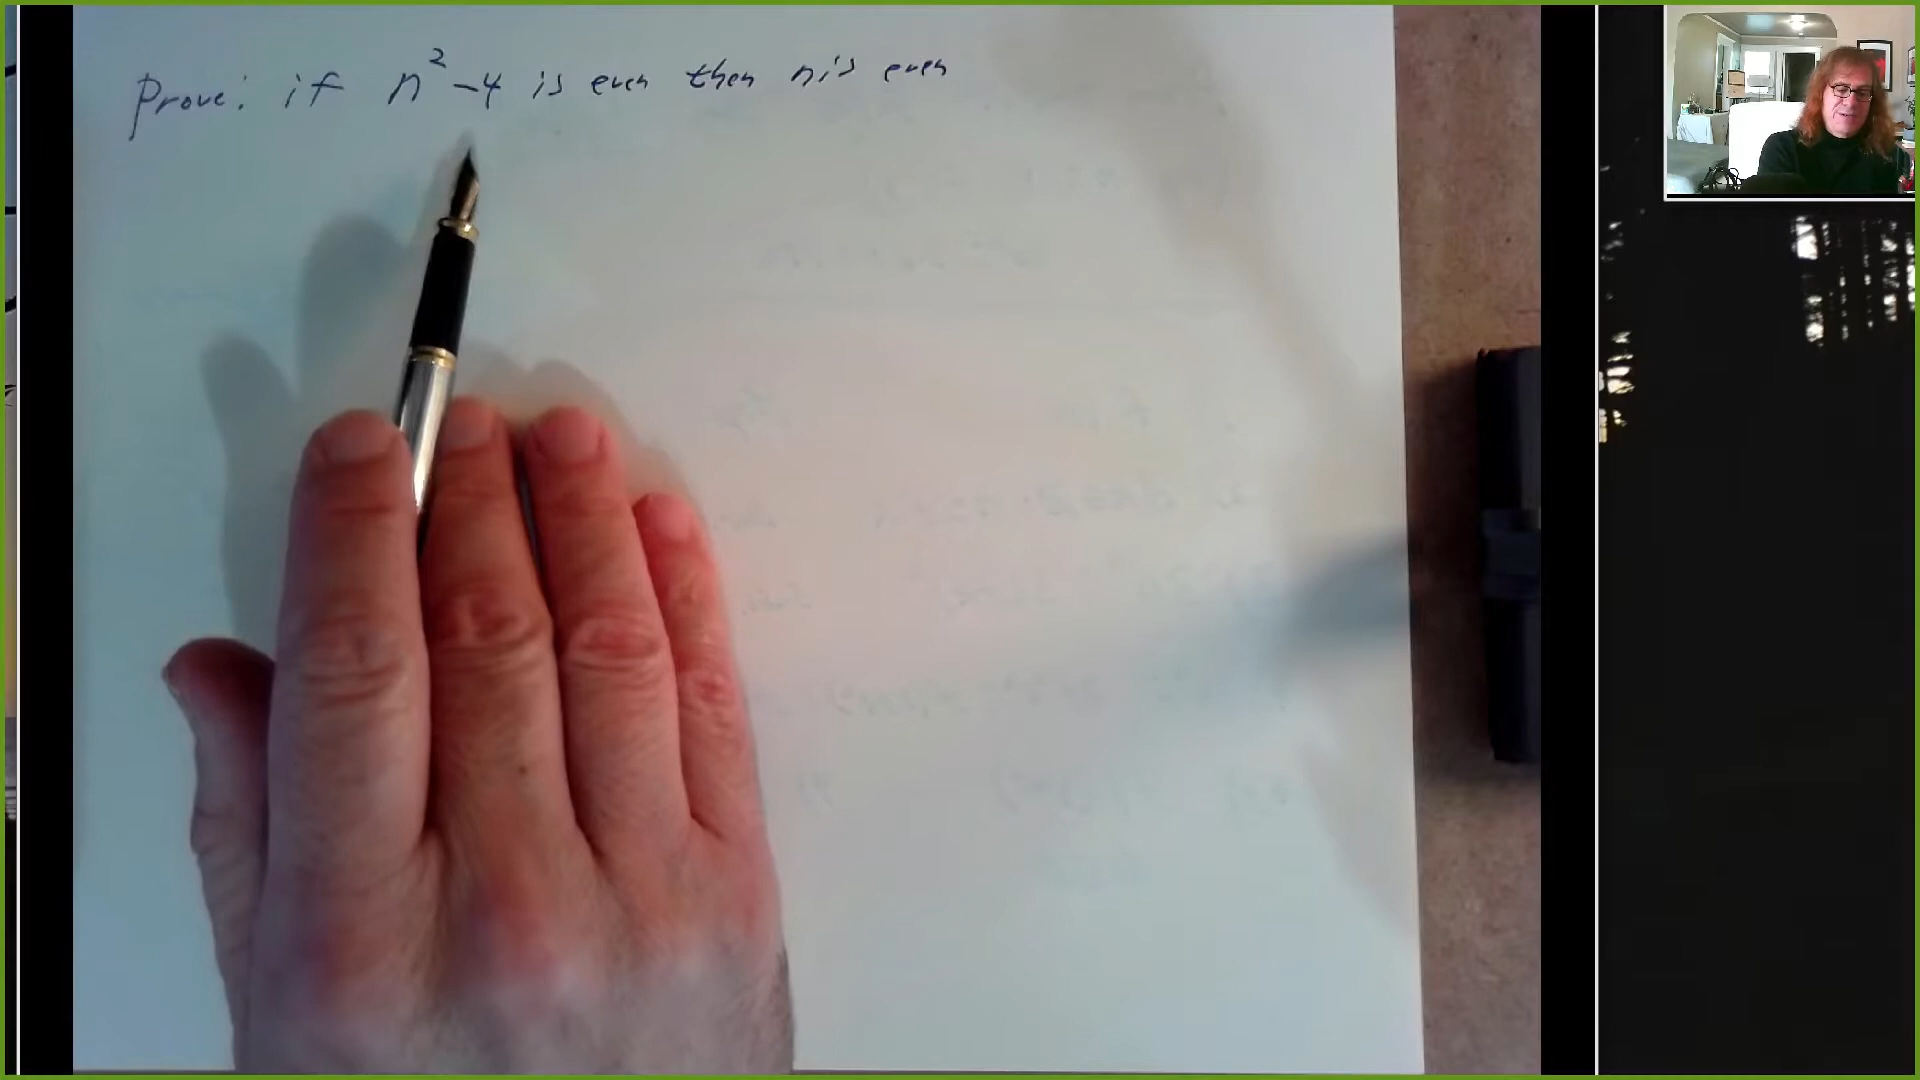 Prove: if n² -4 is even then n is even